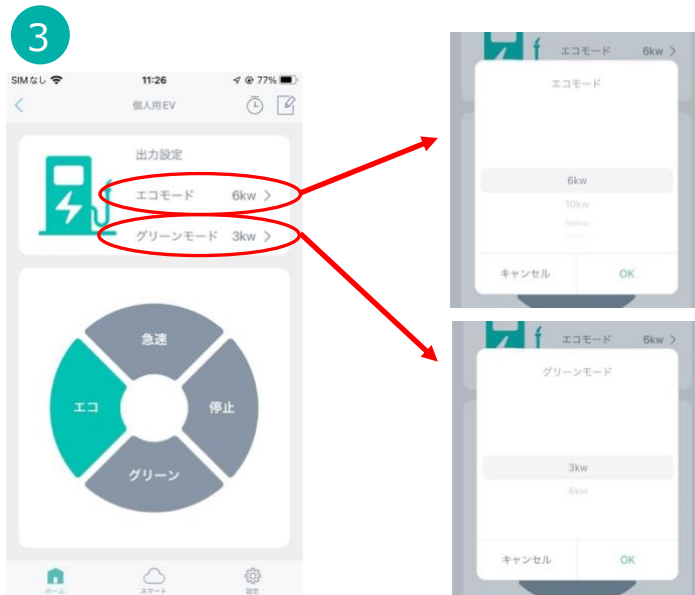 3
SIMなし 11:26 77%
個人用EV
出力設定
エコモード 6kw >
グリーンモード 3kw >
急速
エコ
停止
グリーン
ホーム スマート 設定
エコモード 6kw >
エコモード
6kw
10kw
キャンセル OK
エコモード 6kw >
グリーンモード
3kw
6kw
キャンセル OK